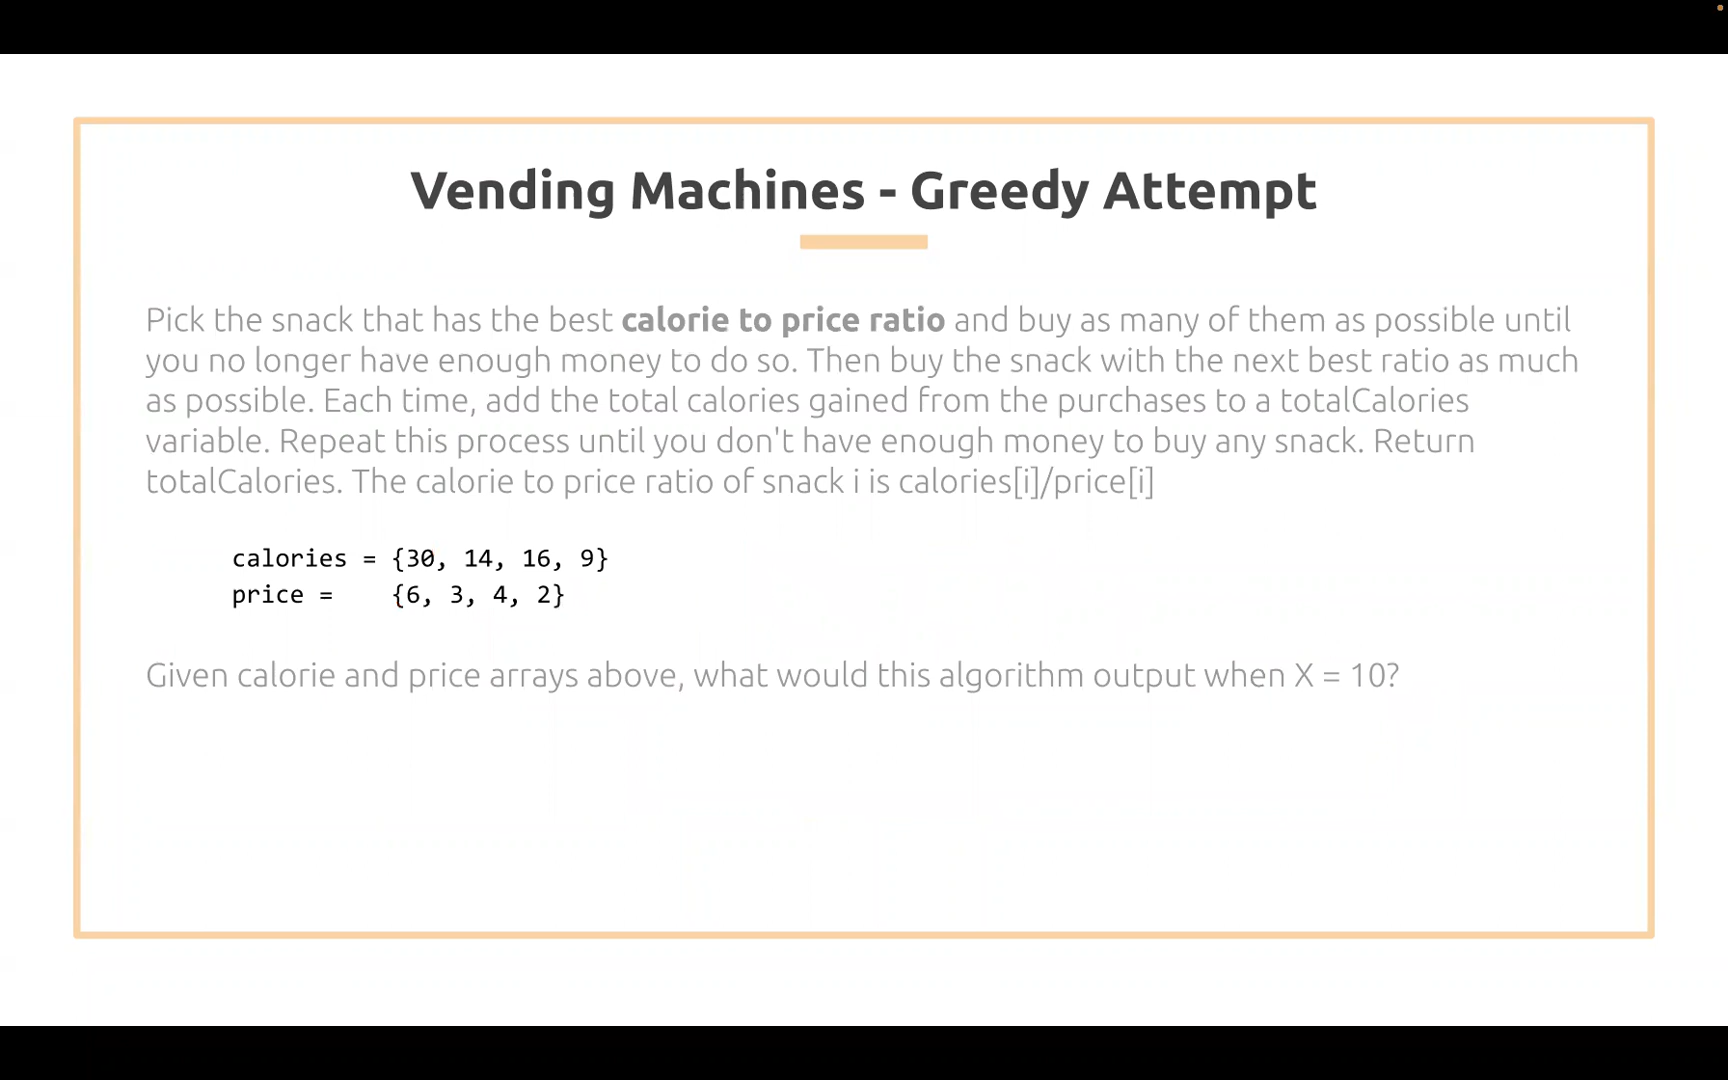 Vending Machines - Greedy Attempt
Pick the snack that has the best calorie to price ratio and buy as many of them as possible until
you no longer have enough money to do so. Then buy the snack with the next best ratio as much
as possible. Each time, add the total calories gained from the purchases to a totalCalories
variable. Repeat this process until you don't have enough money to buy any snack. Return
totalCalories. The calorie to price ratio of snack i is calories[i]/price[i]
calories = {30, 14, 16, 9}
price =    {6, 3, 4, 2}
Given calorie and price arrays above, what would this algorithm output when X = 10?